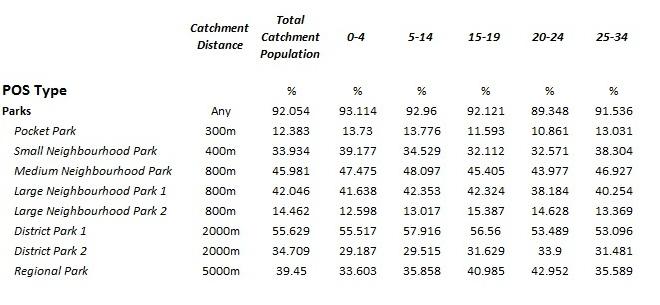 Catchment Distance Total Catchment Population 0-4 5-14 15-19 20-24 25-34
POS Type % % % % % %
Parks Any 92.054 93.114 92.96 92.121 89.348 91.536
Pocket Park 300m 12.383 13.73 13.776 11.593 10.861 13.031
Small Neighbourhood Park 400m 33.934 39.177 34.529 32.112 32.571 38.304
Medium Neighbourhood Park 800m 45.981 47.475 48.097 45.405 43.977 46.927
Large Neighbourhood Park 1 800m 42.046 41.638 42.353 42.324 38.184 40.254
Large Neighbourhood Park 2 800m 14.462 12.598 13.017 15.387 14.628 13.369
District Park 1 2000m 55.629 55.517 57.916 56.56 53.489 53.096
District Park 2 2000m 34.709 29.187 29.515 31.629 33.9 31.481
Regional Park 5000m 39.45 33.603 35.858 40.985 42.952 35.589